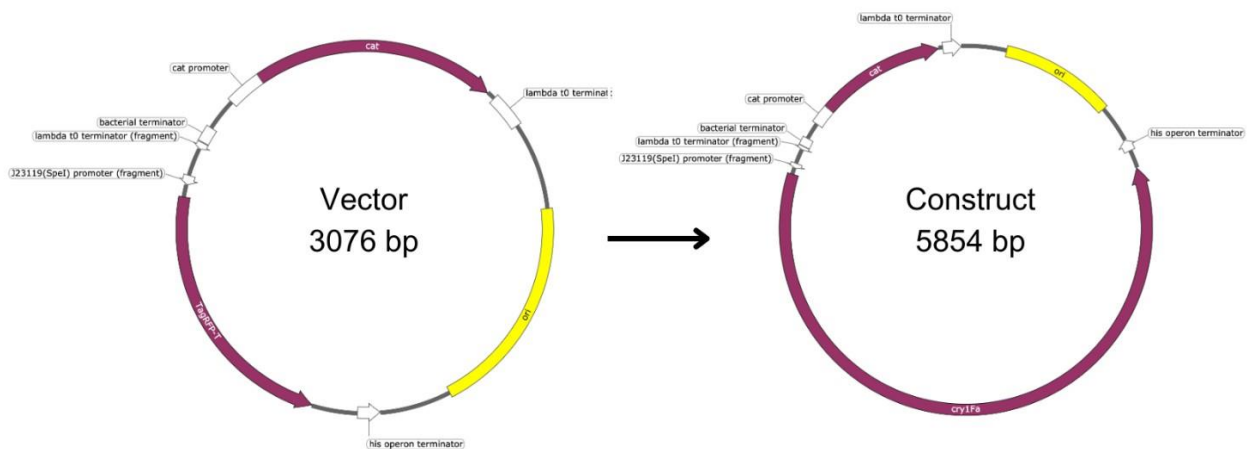 cat
cat promoter
lambda t0 terminator
bacterial terminator
lambda t0 terminator (fragment)
J23119(SpeI) promoter (fragment)
Vector
3076 bp
TagRFP-T
ori
his operon terminator
lambda t0 terminator
cat
ori
cat promoter
bacterial terminator
lambda t0 terminator (fragment)
J23119(SpeI) promoter (fragment)
his operon terminator
Construct
5854 bp
cry1Fa